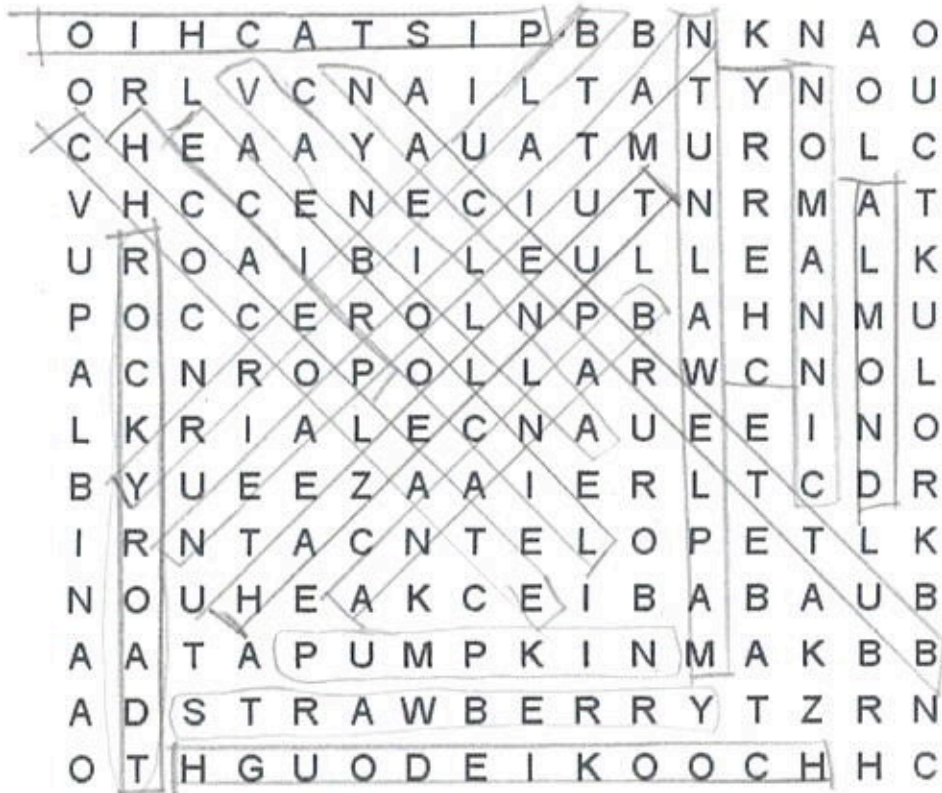 O I H C A T S I P B B N K N A O
O R L V C N A I L T A T Y N O U
C H E A A Y A U A T M U R O L C
V H C C E N E C I U T N R M A T
U R O A I B I L E U L L E A L K
P O C C E R O L N P B A H N M U
A C N R O P O L L A R W C N O L
L K R I A L E C N A U E E I N O
B Y U E E Z A A I E R L T C D R
I R N T A C N T E L O P E T L K
N O U H E A K C E I B A B A U B
A A T A P U M P K I N M A K B B
A D S T R A W B E R R Y T Z R N
O T H G U O D E I K O O C H H C